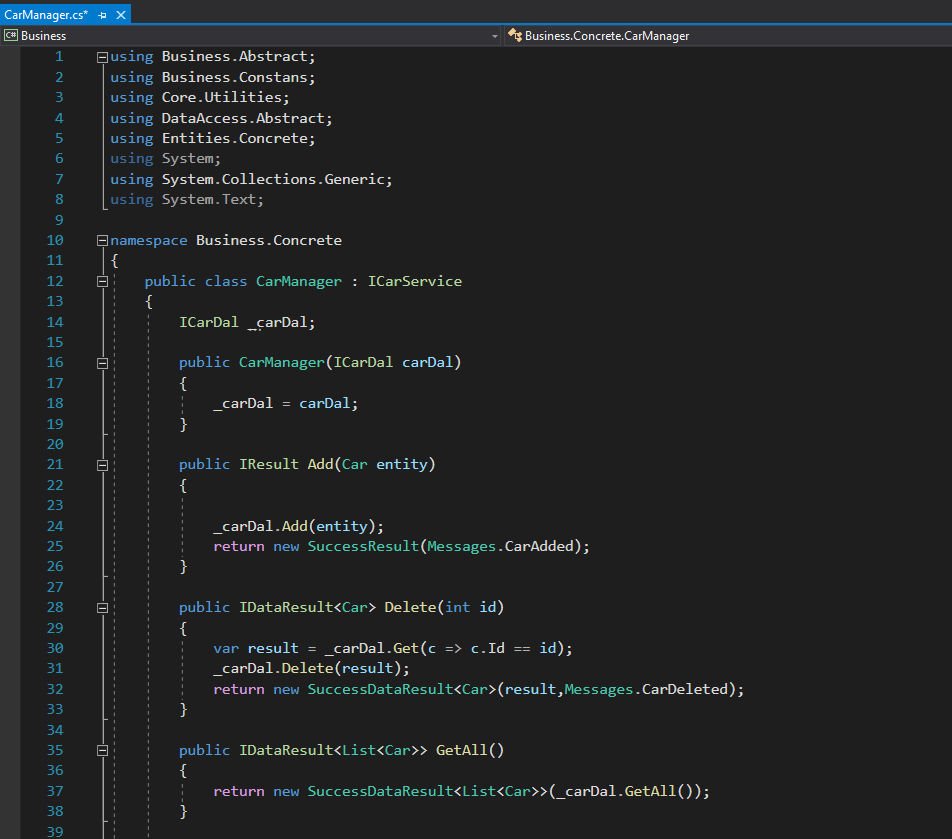 CarManager.cs*
C# Business Business.Concrete.CarManager
1 using Business.Abstract;
2 using Business.Constans;
3 using Core.Utilities;
4 using DataAccess.Abstract;
5 using Entities.Concrete;
6 using System;
7 using System.Collections.Generic;
8 using System.Text;
9
10 namespace Business.Concrete
11 {
12     public class CarManager : ICarService
13     {
14         ICarDal _carDal;
15
16         public CarManager(ICarDal carDal)
17         {
18             _carDal = carDal;
19         }
20
21         public IResult Add(Car entity)
22         {
23
24             _carDal.Add(entity);
25             return new SuccessResult(Messages.CarAdded);
26         }
27
28         public IDataResult<Car> Delete(int id)
29         {
30             var result = _carDal.Get(c => c.Id == id);
31             _carDal.Delete(result);
32             return new SuccessDataResult<Car>(result,Messages.CarDeleted);
33         }
34
35         public IDataResult<List<Car>> GetAll()
36         {
37             return new SuccessDataResult<List<Car>>(_carDal.GetAll());
38         }
39